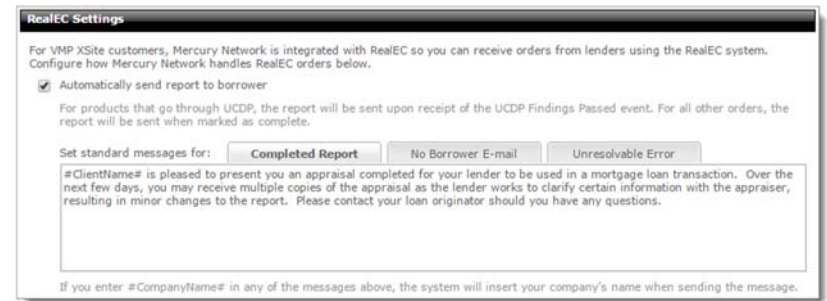 RealEC Settings
For VMP XSite customers, Mercury Network is integrated with RealEC so you can receive orders from lenders using the RealEC system.
Configure how Mercury Network handles RealEC orders below.
Automatically send report to borrower
For products that go through UCDP, the report will be sent upon receipt of the UCDP Findings Passed event. For all other orders, the
report will be sent when marked as complete.
Set standard messages for: Completed Report No Borrower E-mail Unresolvable Error
#ClientName# is pleased to present you an appraisal completed for your lender to be used in a mortgage loan transaction. Over the
next few days, you may receive multiple copies of the appraisal as the lender works to clarify certain information with the appraiser,
resulting in minor changes to the report. Please contact your loan originator should you have any questions.
If you enter #CompanyName# in any of the messages above, the system will insert your company's name when sending the message.